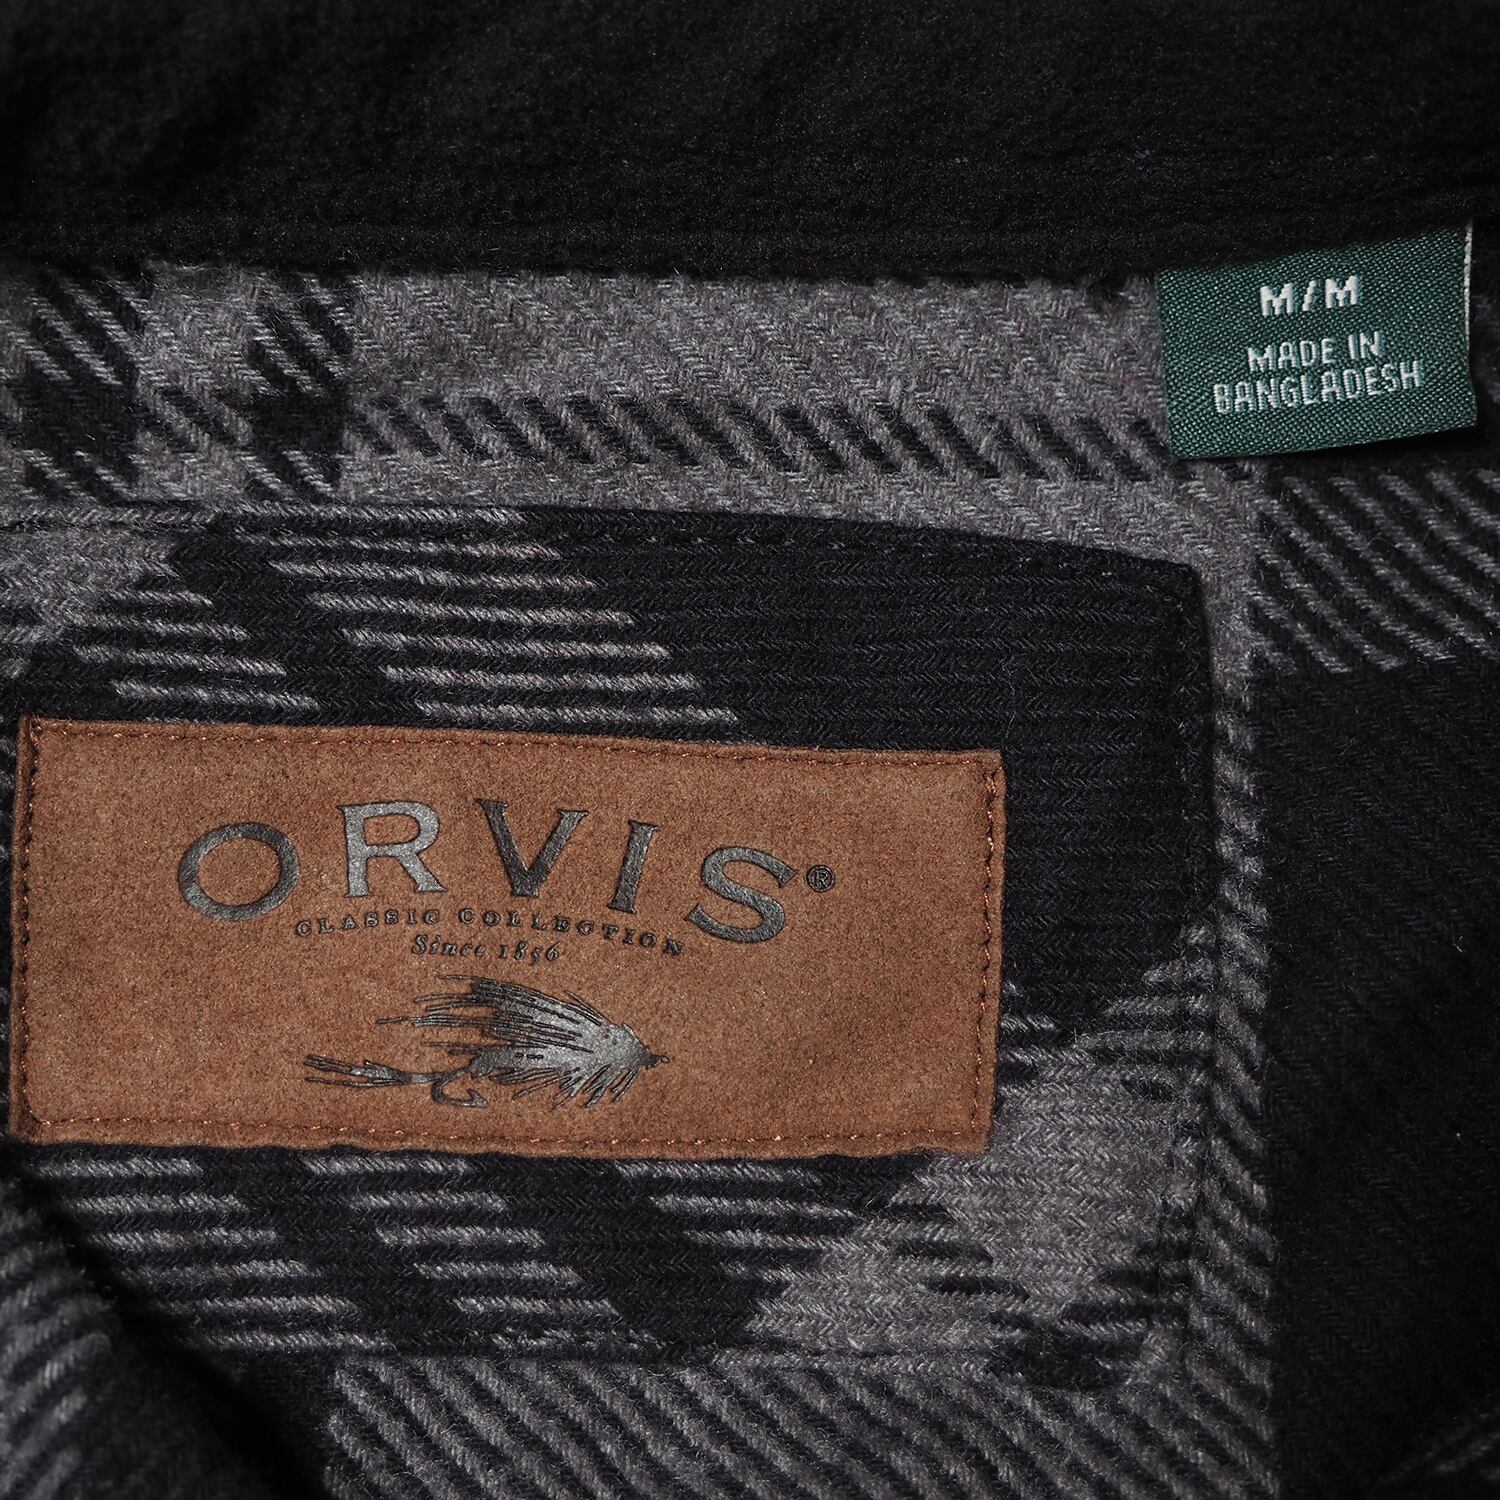 M/M
MADE IN
BANGLADESH
ORVIS®
CLASSIC COLLECTION
Since 1856